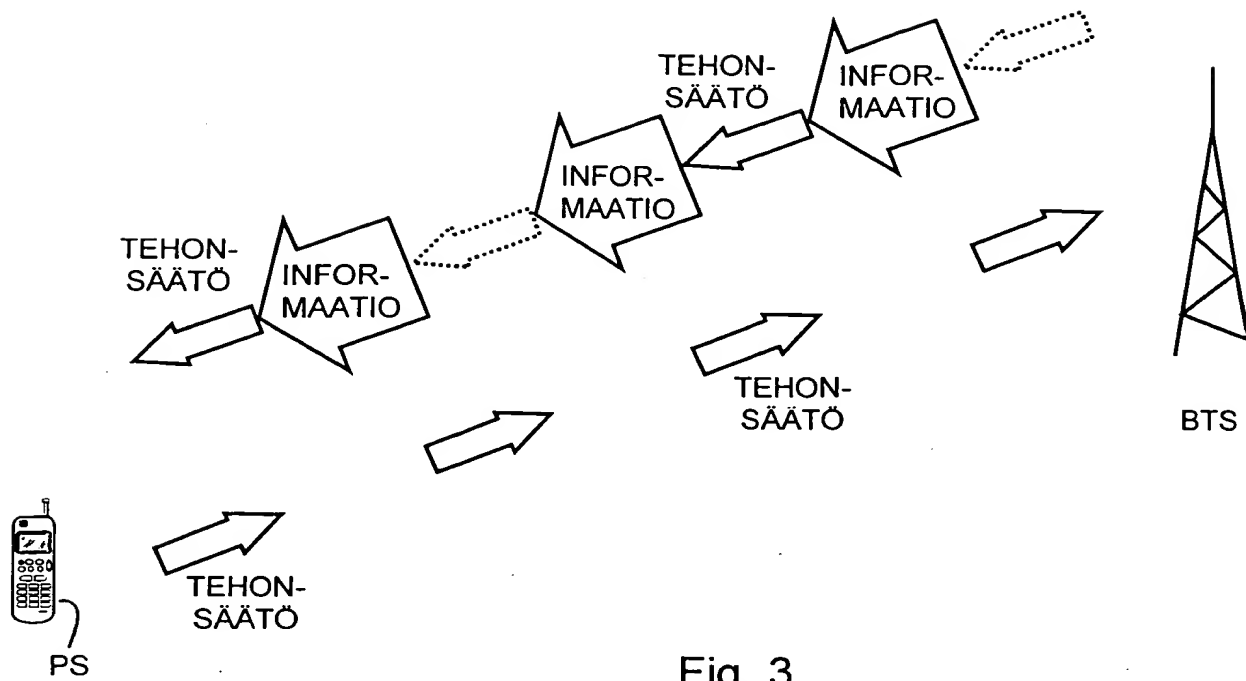 TEHON-
SÄÄTÖ
INFOR-
MAATIO
INFOR-
MAATIO
TEHON-
SÄÄTÖ
INFOR-
MAATIO
TEHON-
SÄÄTÖ
BTS
TEHON-
SÄÄTÖ
PS
Fig. 3